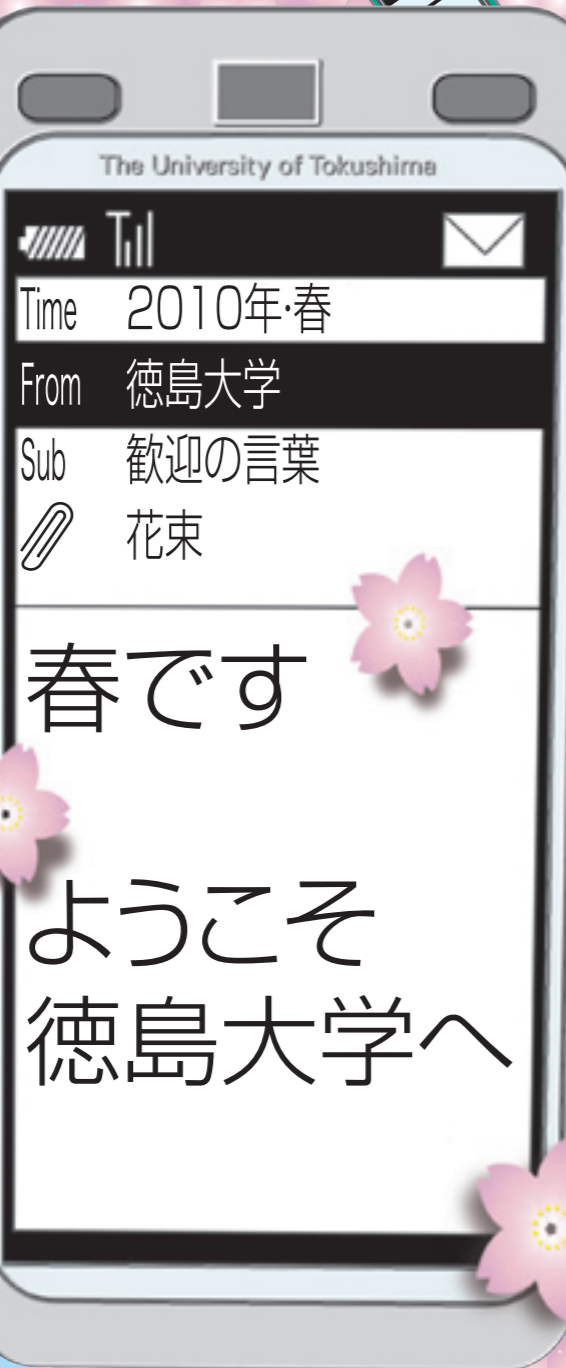 The University of Tokushima
Time 2010年·春
From 徳島大学
Sub 歓迎の言葉
花束
春です
ようこそ
徳島大学へ